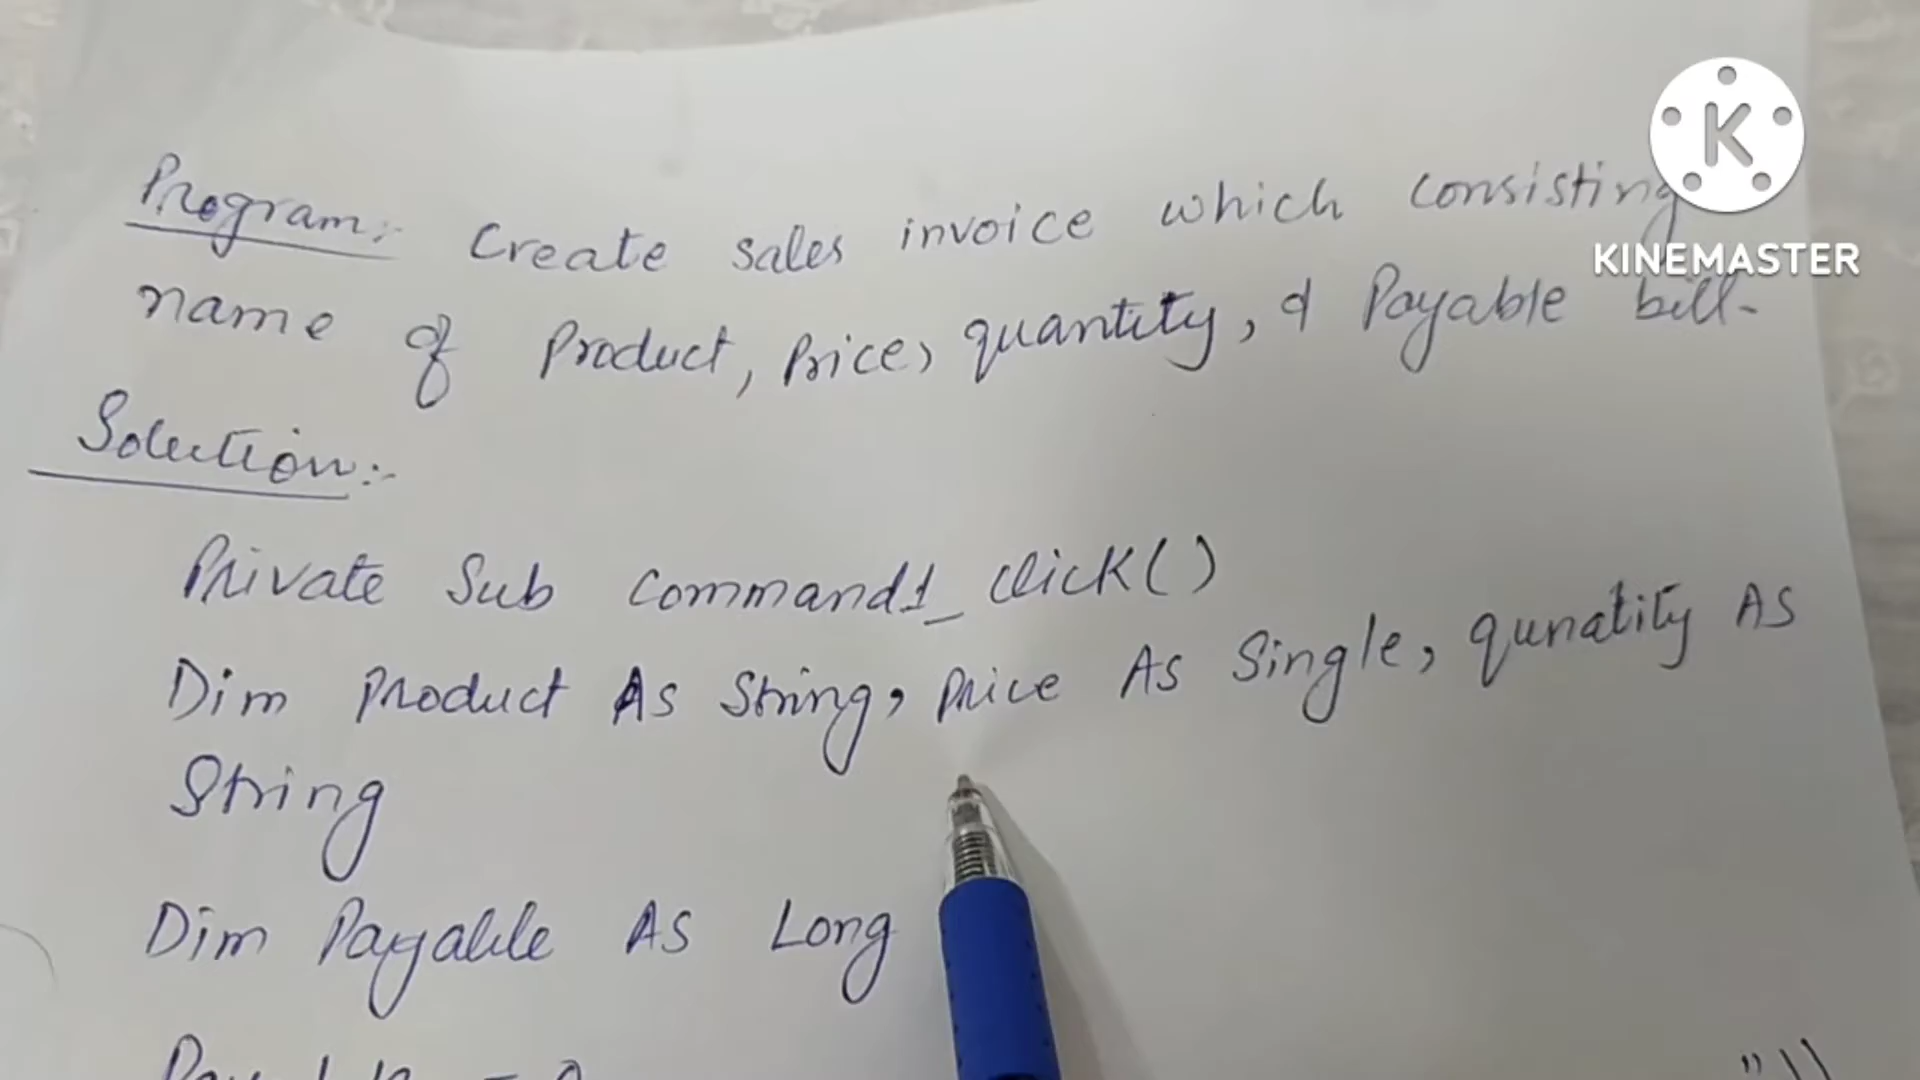 Program:- Create sales invoice which consisting
name of Product, Price, quantity, & Payable bill.
Solution:-
Private Sub Command1_Click()
Dim Product As String, Price As Single, qunatity As
String
Dim Payable As Long
K
KINEMASTER